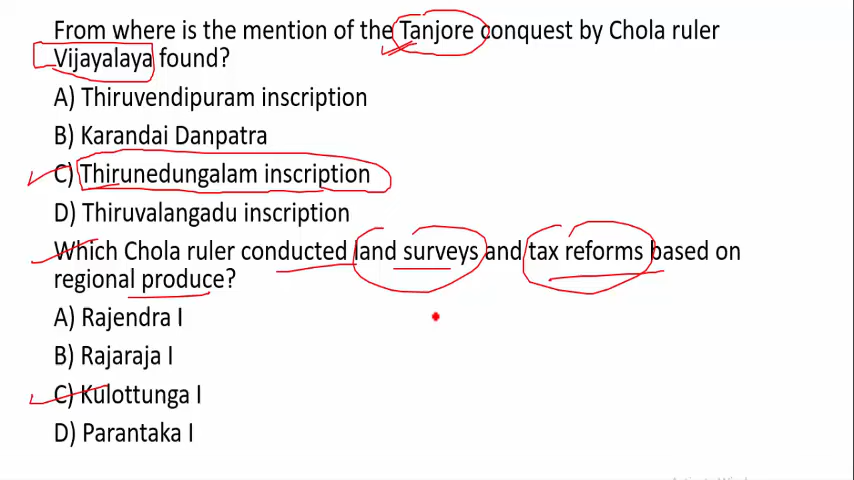 From where is the mention of the Tanjore conquest by Chola ruler
Vijayalaya found?
A) Thiruvendipuram inscription
B) Karandai Danpatra
C) Thirunedungalam inscription
D) Thiruvalangadu inscription
Which Chola ruler conducted land surveys and tax reforms based on
regional produce?
A) Rajendra I
B) Rajaraja I
C) Kulottunga I
D) Parantaka I